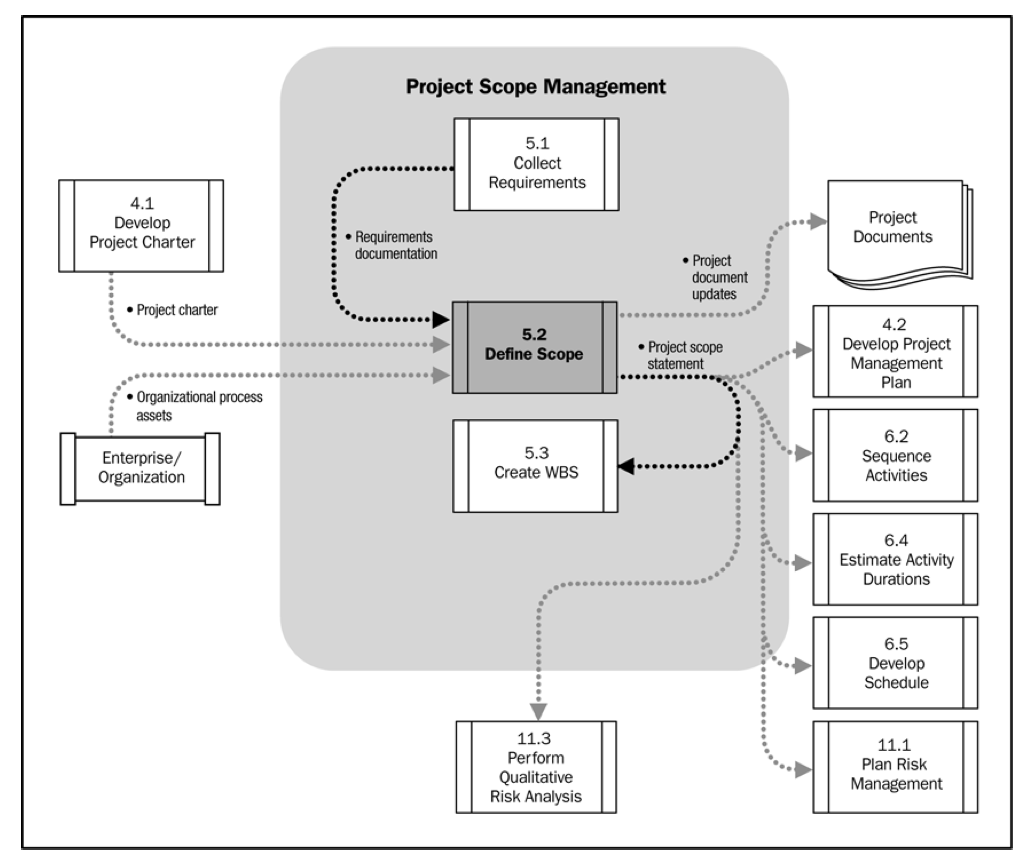 Project Scope Management
5.1
Collect
Requirements
4.1
Develop
Project Charter
Project
Documents
• Requirements
documentation
• Project
document
updates
• Project charter
5.2
Define Scope
• Project scope
statement
4.2
Develop Project
Management
Plan
• Organizational process
assets
Enterprise/
Organization
5.3
Create WBS
6.2
Sequence
Activities
6.4
Estimate Activity
Durations
6.5
Develop
Schedule
11.3
Perform
Qualitative
Risk Analysis
11.1
Plan Risk
Management